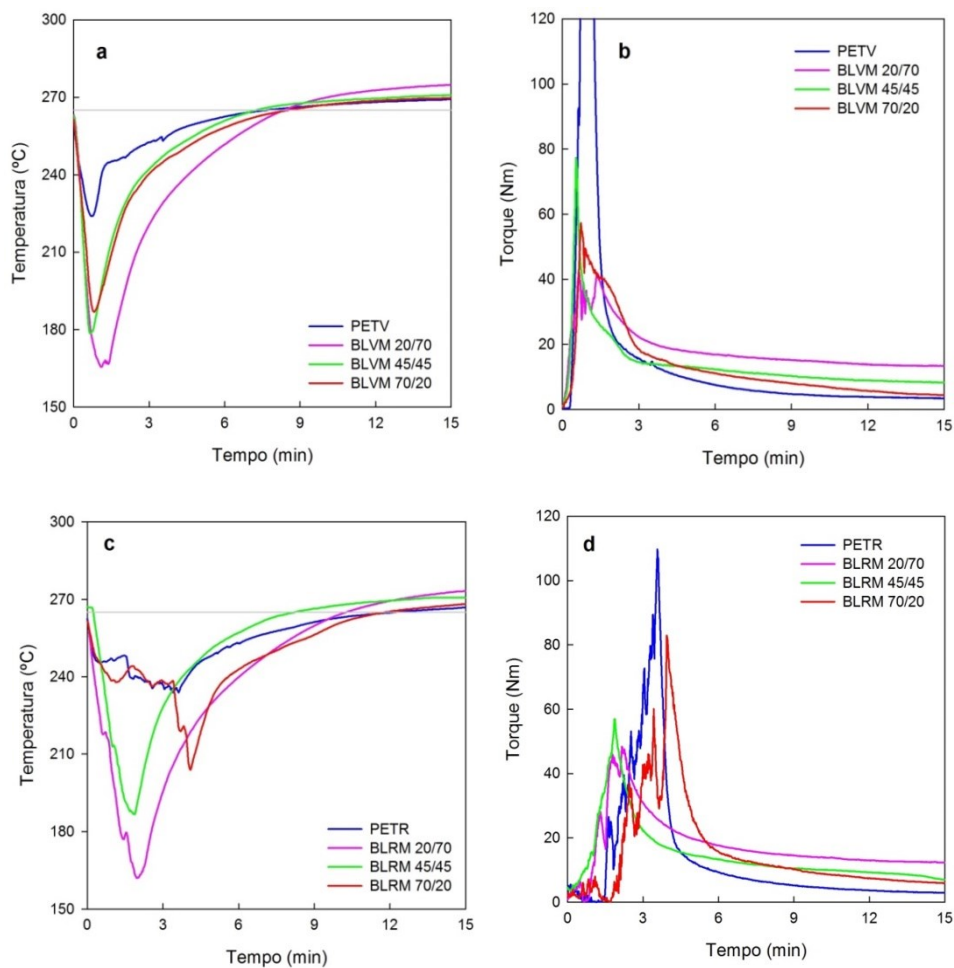 a
300
270
240
210
180
150
Temperatura (ºC)
PETV
BLVM 20/70
BLVM 45/45
BLVM 70/20
0
3
6
9
12
15
Tempo (min)
b
120
100
80
60
40
20
0
Torque (Nm)
PETV
BLVM 20/70
BLVM 45/45
BLVM 70/20
0
3
6
9
12
15
Tempo (min)
c
300
270
240
210
180
150
Temperatura (ºC)
PETR
BLRM 20/70
BLRM 45/45
BLRM 70/20
0
3
6
9
12
15
Tempo (min)
d
120
100
80
60
40
20
0
Torque (Nm)
PETR
BLRM 20/70
BLRM 45/45
BLRM 70/20
0
3
6
9
12
15
Tempo (min)